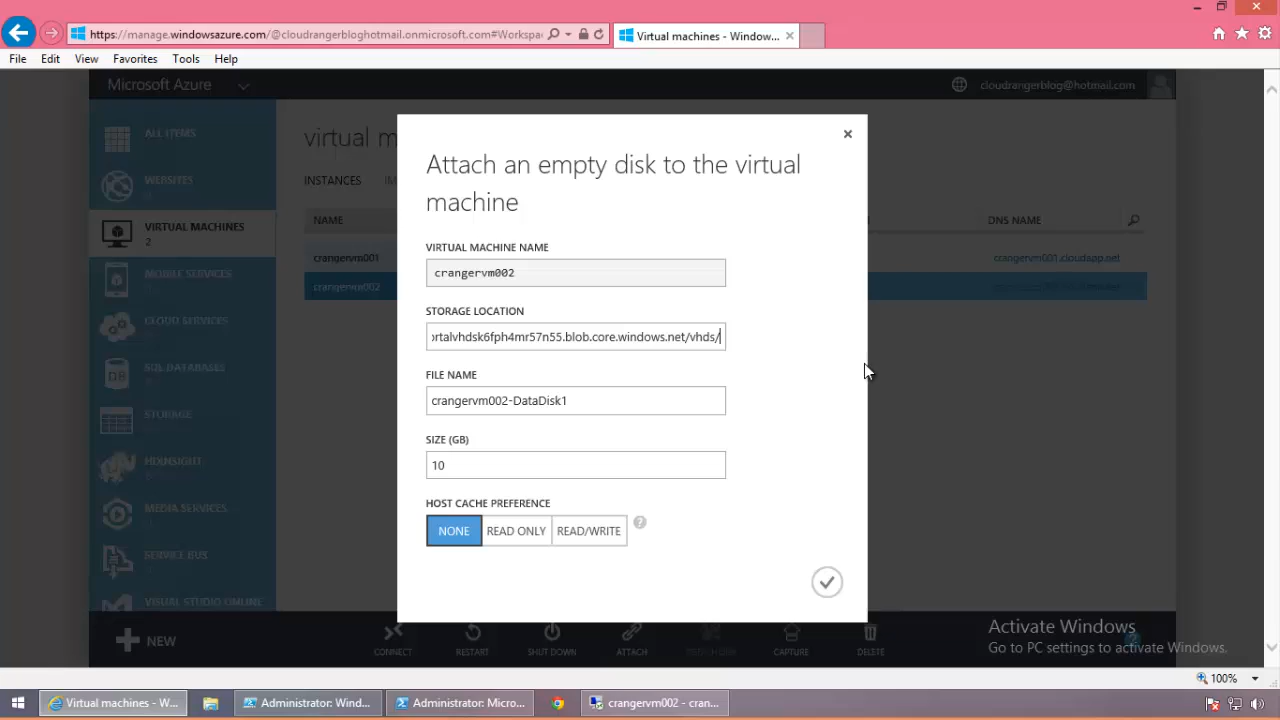 https://manage.windowsazure.com/@cloudrangerbloghotmail.onmicrosoft.com#Workspac
Virtual machines - Window...
File Edit View Favorites Tools Help
Microsoft Azure
cloudrangerblog@hotmail.com
ALL ITEMS
WEBSITES
0
VIRTUAL MACHINES
2
MOBILE SERVICES
CLOUD SERVICES
SQL DATABASES
STORAGE
HDINSIGHT
MEDIA SERVICES
SERVICE BUS
VISUAL STUDIO ONLINE
virtual m
INSTANCES
NAME
DNS NAME
crangervm001
crangervm001.cloudapp.net
crangervm002
Attach an empty disk to the virtual
machine
VIRTUAL MACHINE NAME
crangervm002
STORAGE LOCATION
ortalvhdsk6fph4mr57n55.blob.core.windows.net/vhds/
FILE NAME
crangervm002-DataDisk1
SIZE (GB)
10
HOST CACHE PREFERENCE
NONE READ ONLY READ/WRITE
?
NEW
CONNECT RESTART SHUT DOWN ATTACH CAPTURE DELETE
?
Activate Windows
Go to PC settings to activate Windows.
100%
Virtual machines - W...
Administrator: Wind...
Administrator: Micro...
crangervm002 - cran...